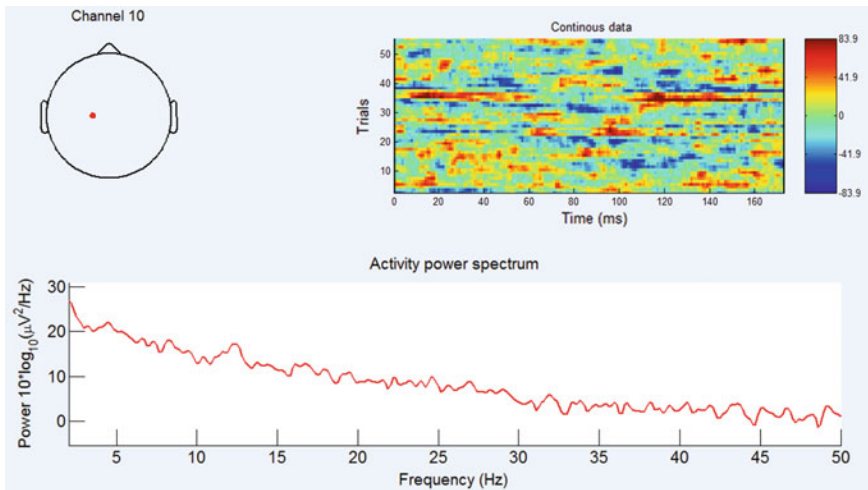 Channel 10
Continous data
Trials
50
40
30
20
10
0 20 40 60 80 100 120 140 160
Time (ms)
83.9
41.9
0
-41.9
-83.9
Activity power spectrum
Power 10*log₁₀(µV²/Hz)
30
20
10
0
5 10 15 20 25 30 35 40 45 50
Frequency (Hz)